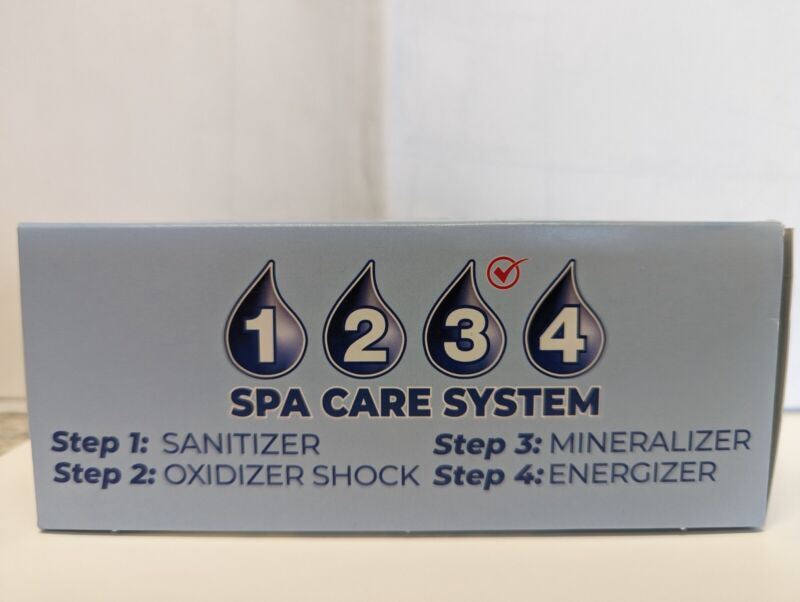 1 2 3 4
SPA CARE SYSTEM
Step 1: SANITIZER
Step 2: OXIDIZER SHOCK
Step 3: MINERALIZER
Step 4: ENERGIZER